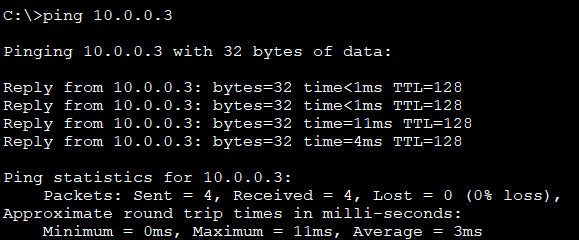 C:\>ping 10.0.0.3
Pinging 10.0.0.3 with 32 bytes of data:
Reply from 10.0.0.3: bytes=32 time<1ms TTL=128
Reply from 10.0.0.3: bytes=32 time<1ms TTL=128
Reply from 10.0.0.3: bytes=32 time=11ms TTL=128
Reply from 10.0.0.3: bytes=32 time=4ms TTL=128
Ping statistics for 10.0.0.3:
Packets: Sent = 4, Received = 4, Lost = 0 (0% loss),
Approximate round trip times in milli-seconds:
Minimum = 0ms, Maximum = 11ms, Average = 3ms